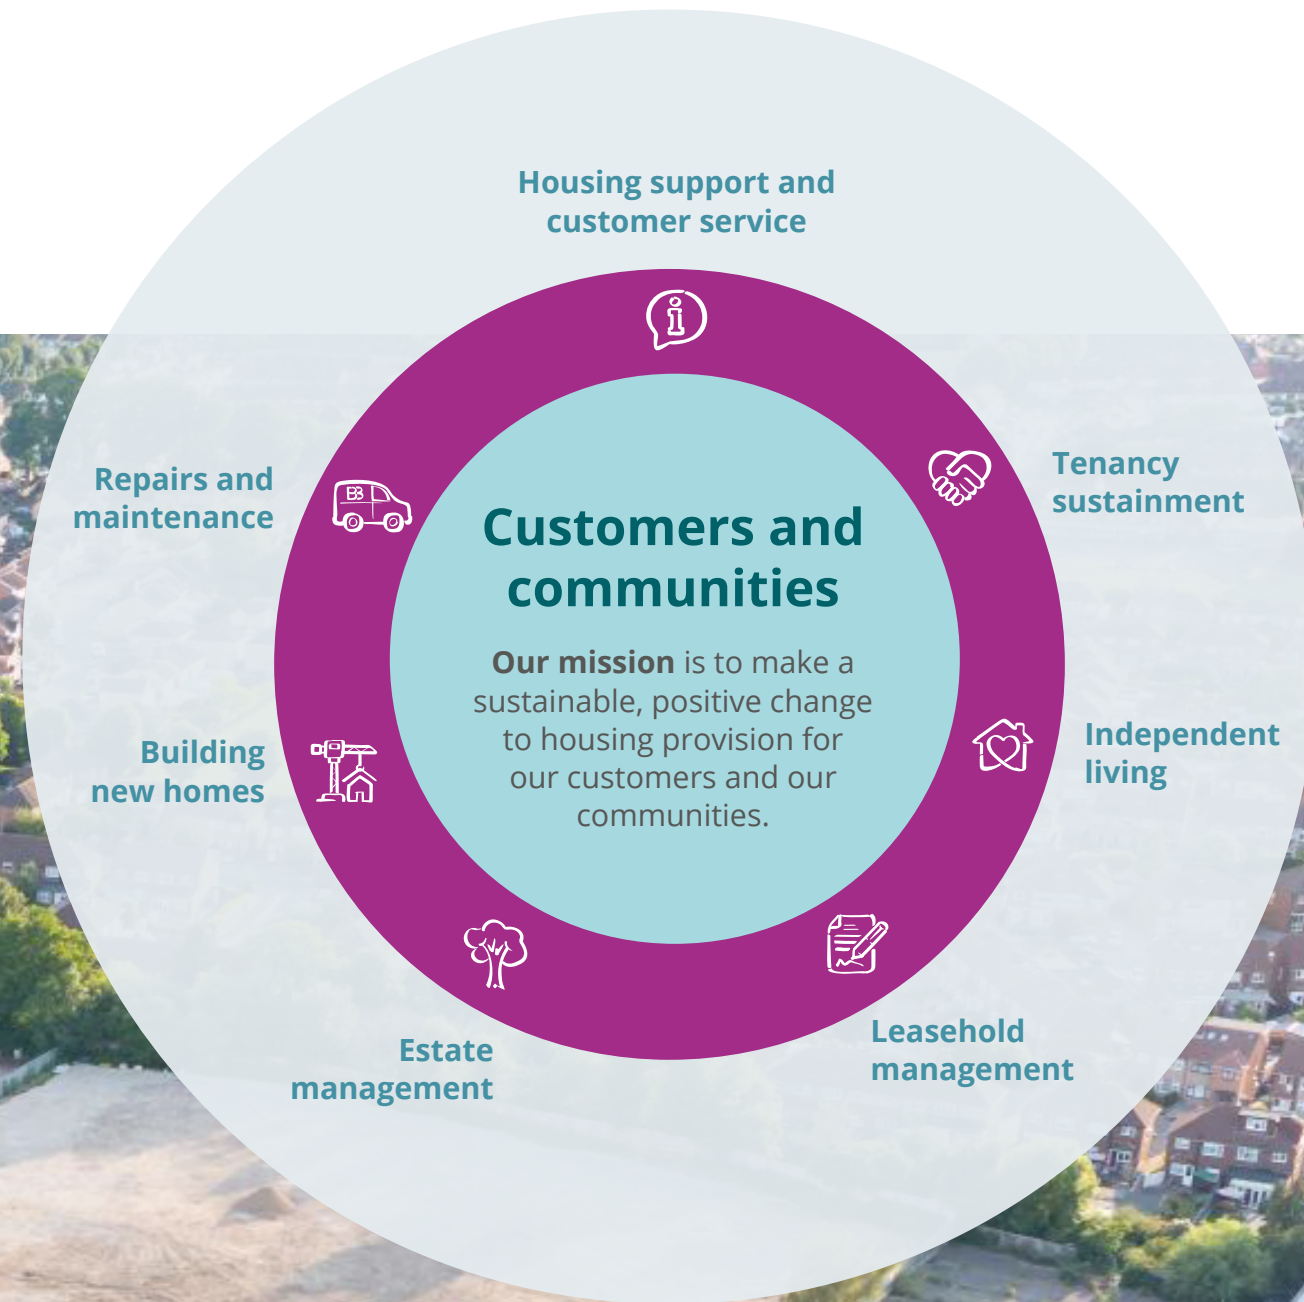 Housing support and
customer service
Tenancy
sustainment
Independent
living
Leasehold
management
Estate
management
Building
new homes
Repairs and
maintenance
Customers and
communities
Our mission is to make a
sustainable, positive change
to housing provision for
our customers and our
communities.